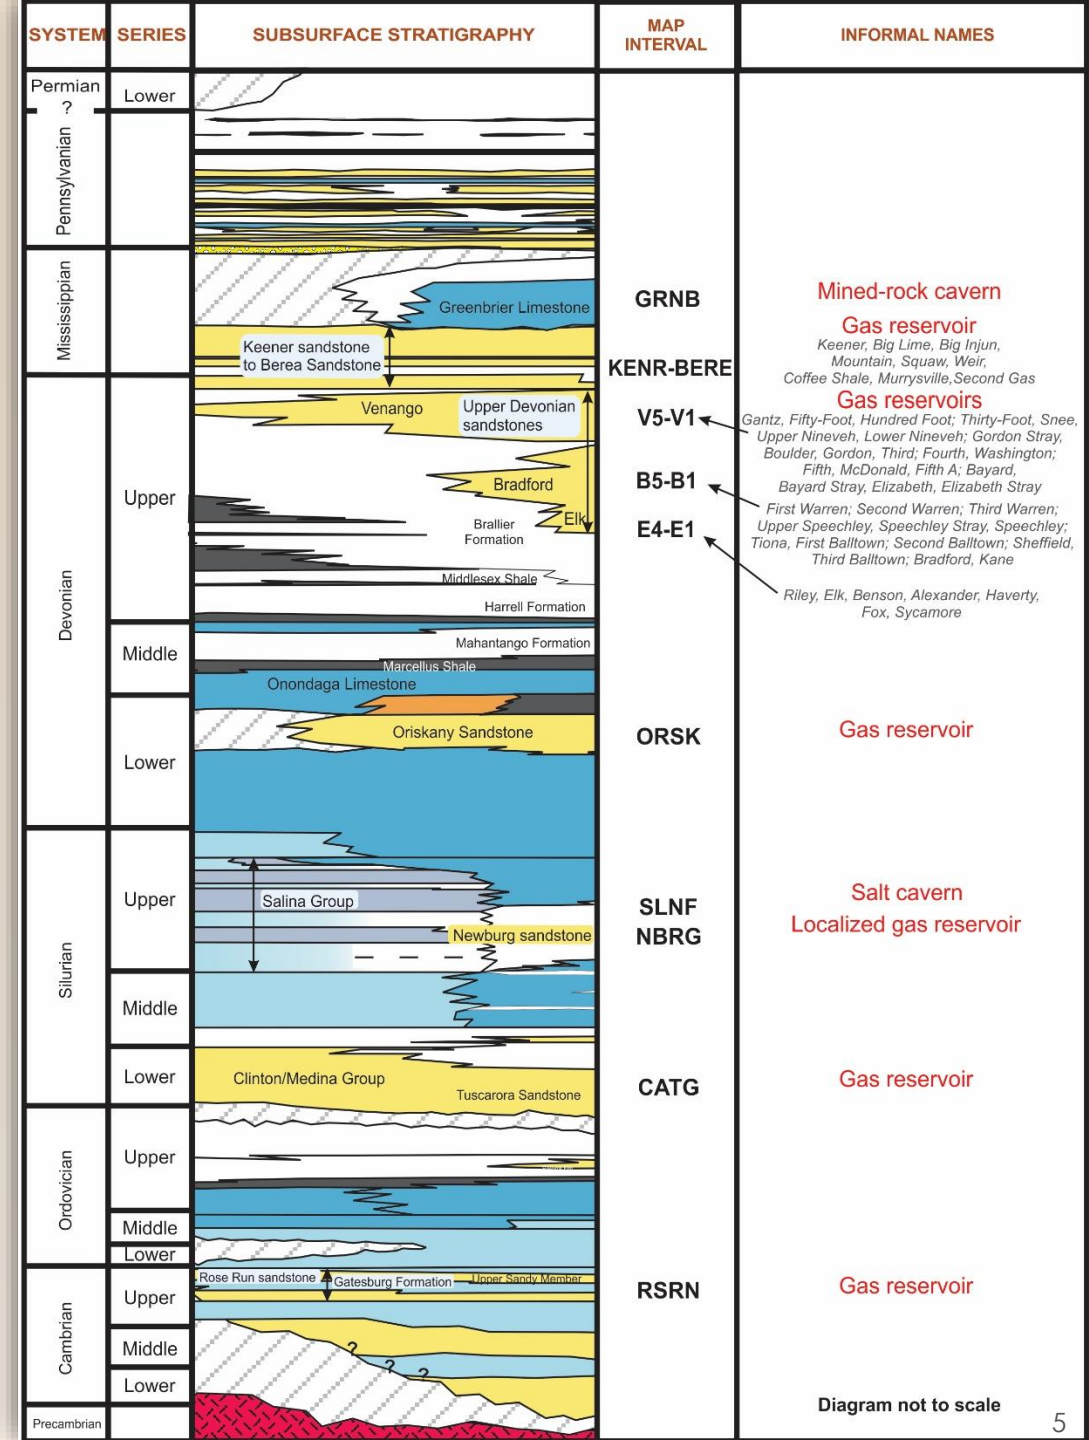 SYSTEM
SERIES
SUBSURFACE STRATIGRAPHY
MAP
INTERVAL
INFORMAL NAMES
Permian
?
Lower
Pennsylvanian
Mississippian
Greenbrier Limestone
GRNB
Mined-rock cavern
Keener sandstone
to Berea Sandstone
KENR-BERE
Gas reservoir
Keener, Big Lime, Big Injun,
Mountain, Squaw, Weir,
Coffee Shale, Murrysville,Second Gas
Devonian
Upper
Venango
Upper Devonian
sandstones
V5-V1
Gas reservoirs
Gantz, Fifty-Foot, Hundred Foot; Thirty-Foot, Snee,
Upper Nineveh, Lower Nineveh; Gordon Stray,
Boulder, Gordon, Third; Fourth, Washington;
Fifth, McDonald, Fifth A; Bayard,
Bayard Stray, Elizabeth, Elizabeth Stray
Bradford
B5-B1
First Warren; Second Warren; Third Warren;
Upper Speechley, Speechley Stray, Speechley;
Tiona, First Balltown; Second Balltown; Sheffield,
Third Balltown; Bradford, Kane
Elk
E4-E1
Riley, Elk, Benson, Alexander, Haverty,
Fox, Sycamore
Brallier
Formation
Middlesex Shale
Harrell Formation
Middle
Mahantango Formation
Marcellus Shale
Onondaga Limestone
Lower
Oriskany Sandstone
ORSK
Gas reservoir
Silurian
Upper
Salina Group
SLNF
Salt cavern
Newburg sandstone
NBRG
Localized gas reservoir
Middle
Lower
Clinton/Medina Group
Tuscarora Sandstone
CATG
Gas reservoir
Ordovician
Upper
Middle
Lower
Cambrian
Upper
Rose Run sandstone
Gatesburg Formation
Upper Sandy Member
RSRN
Gas reservoir
Middle
?
?
?
Lower
Precambrian
Diagram not to scale
5